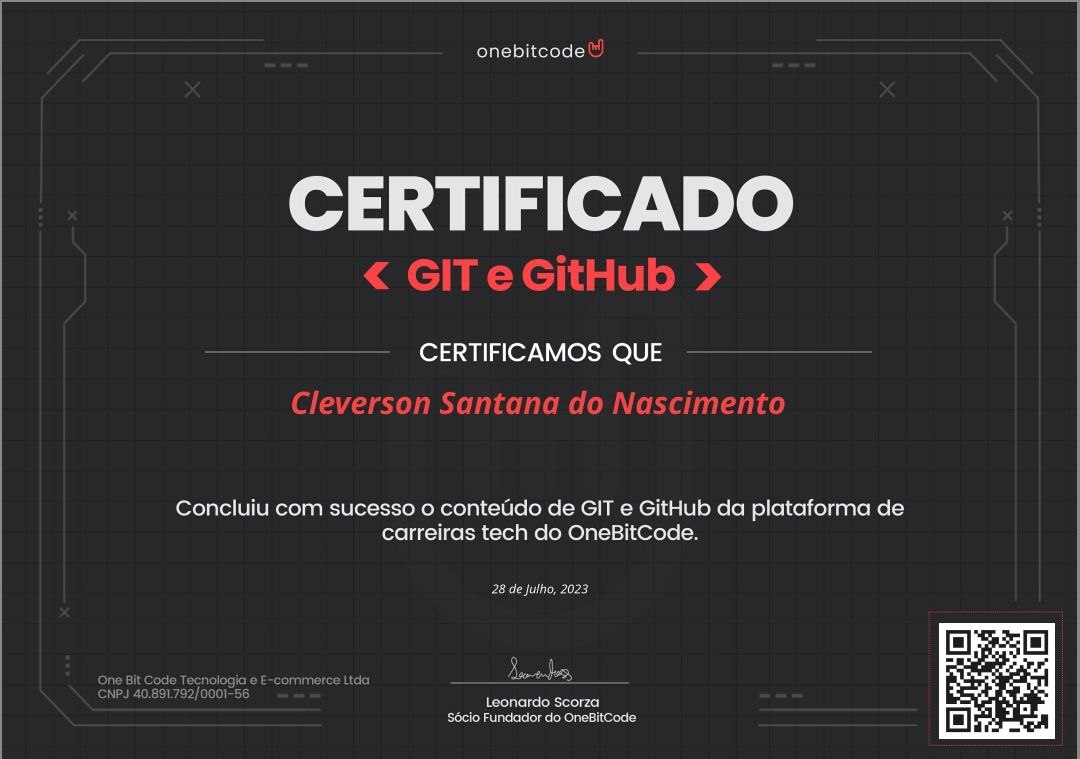 onebitcode
CERTIFICADO
GIT e GitHub
CERTIFICAMOS QUE
Cleverson Santana do Nascimento
Concluiu com sucesso o conteúdo de GIT e GitHub da plataforma de
carreiras tech do OneBitCode.
28 de Julho, 2023
One Bit Code Tecnologia e E-commerce Ltda
CNPJ 40.891.792/0001-56
Leonardo Scorza
Sócio Fundador do OneBitCode